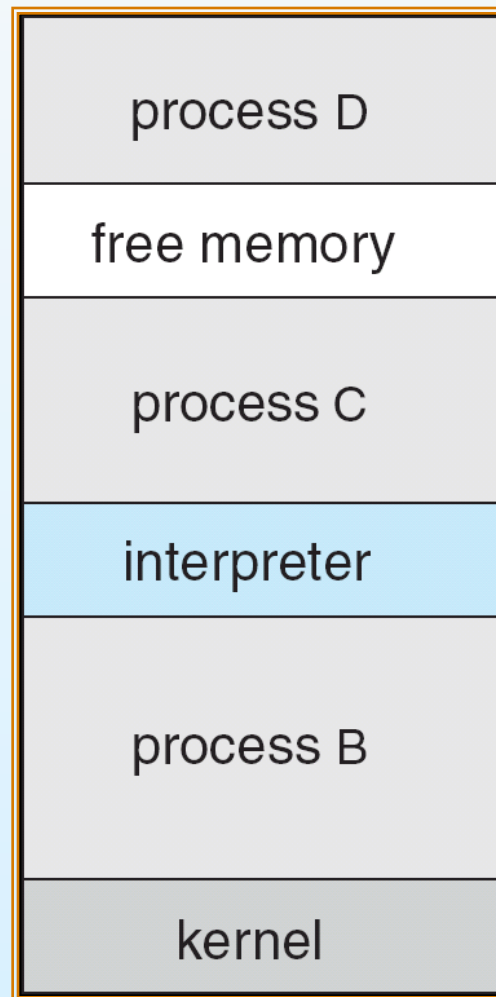 process D
free memory
process C
interpreter
process B
kernel